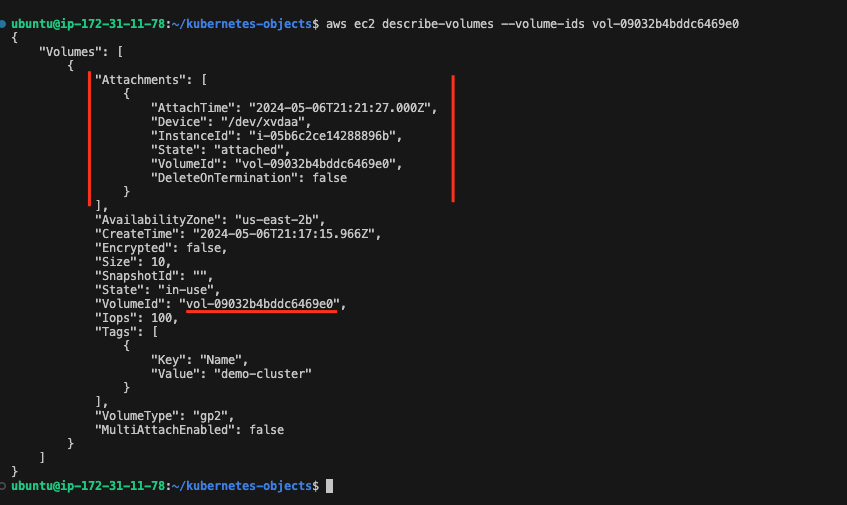 ubuntu@ip-172-31-11-78:~/kubernetes-objects$ aws ec2 describe-volumes --volume-ids vol-09032b4bddc6469e0
{
    "Volumes": [
        {
            "Attachments": [
                {
                    "AttachTime": "2024-05-06T21:21:27.000Z",
                    "Device": "/dev/xvdaa",
                    "InstanceId": "i-05b6c2ce14288896b",
                    "State": "attached",
                    "VolumeId": "vol-09032b4bddc6469e0",
                    "DeleteOnTermination": false
                }
            ],
            "AvailabilityZone": "us-east-2b",
            "CreateTime": "2024-05-06T21:17:15.966Z",
            "Encrypted": false,
            "Size": 10,
            "SnapshotId": "",
            "State": "in-use",
            "VolumeId": "vol-09032b4bddc6469e0",
            "Iops": 100,
            "Tags": [
                {
                    "Key": "Name",
                    "Value": "demo-cluster"
                }
            ],
            "VolumeType": "gp2",
            "MultiAttachEnabled": false
        }
    ]
}
ubuntu@ip-172-31-11-78:~/kubernetes-objects$